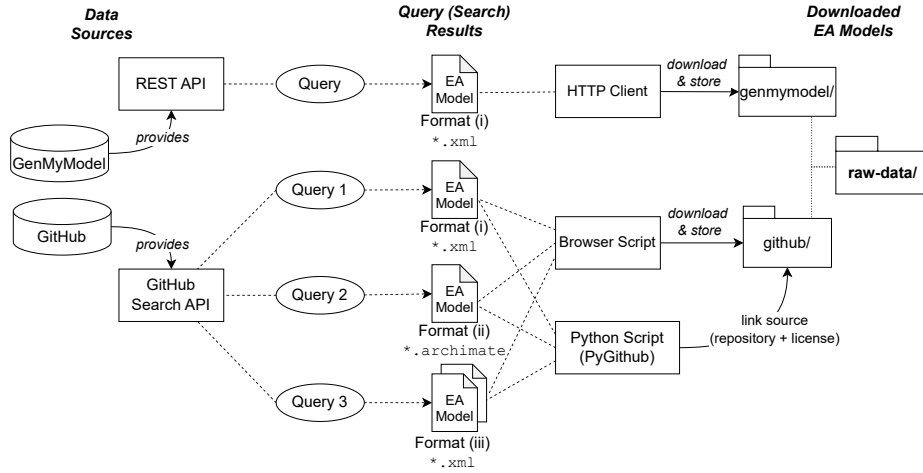 Data
Sources
Query (Search)
Results
Downloaded
EA Models
REST API
Query
EA
Model
Format (i)
*.xml
HTTP Client
download
& store
genmymodel/
provides
GenMyModel
raw-data/
GitHub
provides
GitHub
Search API
Query 1
EA
Model
Format (i)
*.xml
Browser Script
download
& store
github/
Query 2
EA
Model
Format (ii)
*.archimate
Python Script
(PyGithub)
link source
(repository + license)
Query 3
EA
Model
Format (iii)
*.xml